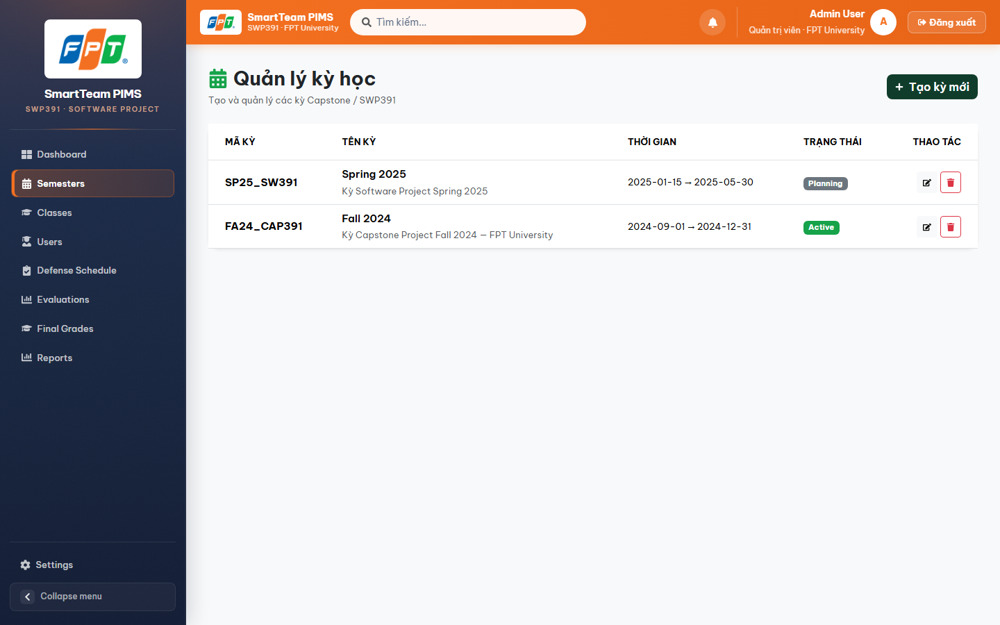 FPT®
SmartTeam PIMS
SWP391 · SOFTWARE PROJECT
Dashboard
Semesters
Classes
Users
Defense Schedule
Evaluations
Final Grades
Reports
Settings
Collapse menu
FPT
SmartTeam PIMS
SWP391 · FPT University
Tìm kiếm...
Admin User
Quản trị viên · FPT University
A
Đăng xuất
Quản lý kỳ học
Tạo và quản lý các kỳ Capstone / SWP391
+ Tạo kỳ mới
MÃ KỲ TÊN KỲ THỜI GIAN TRẠNG THÁI THAO TÁC
SP25_SW391 Spring 2025 2025-01-15 → 2025-05-30 Planning
Kỳ Software Project Spring 2025
FA24_CAP391 Fall 2024 2024-09-01 → 2024-12-31 Active
Kỳ Capstone Project Fall 2024 — FPT University